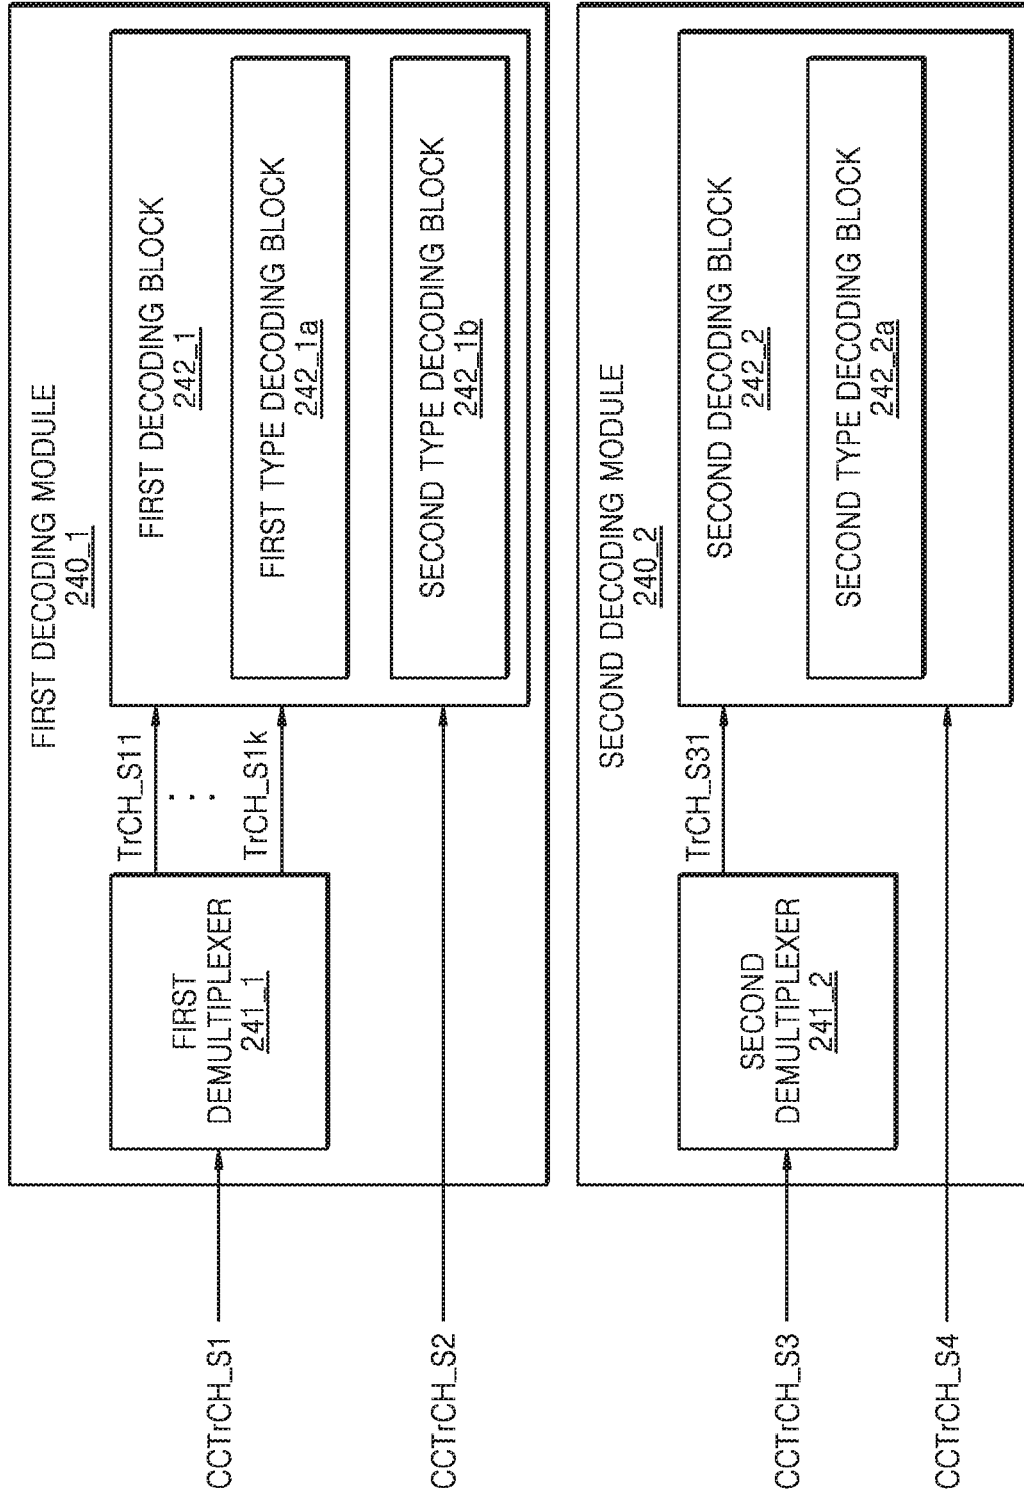 FIRST DECODING MODULE
240_1
CCTrCH_S1
FIRST
DEMULTIPLEXER
241_1
TrCH_S11
. . .
TrCH_S1k
FIRST DECODING BLOCK
242_1
FIRST TYPE DECODING BLOCK
242_1a
SECOND TYPE DECODING BLOCK
242_1b
CCTrCH_S2
SECOND DECODING MODULE
240_2
CCTrCH_S3
SECOND
DEMULTIPLEXER
241_2
TrCH_S31
SECOND DECODING BLOCK
242_2
SECOND TYPE DECODING BLOCK
242_2a
CCTrCH_S4